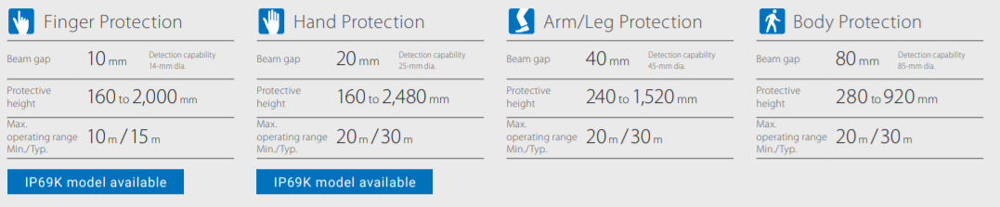 Finger Protection
Beam gap 10 mm Detection capability
14-mm dia.
Protective
height 160 to 2,000 mm
Max.
operating range 10 m / 15 m
Min./Typ.
IP69K model available
Hand Protection
Beam gap 20 mm Detection capability
25-mm dia.
Protective
height 160 to 2,480 mm
Max.
operating range 20 m / 30 m
Min./Typ.
IP69K model available
Arm/Leg Protection
Beam gap 40 mm Detection capability
45-mm dia.
Protective
height 240 to 1,520 mm
Max.
operating range 20 m / 30 m
Min./Typ.
Body Protection
Beam gap 80 mm Detection capability
85-mm dia.
Protective
height 280 to 920 mm
Max.
operating range 20 m / 30 m
Min./Typ.